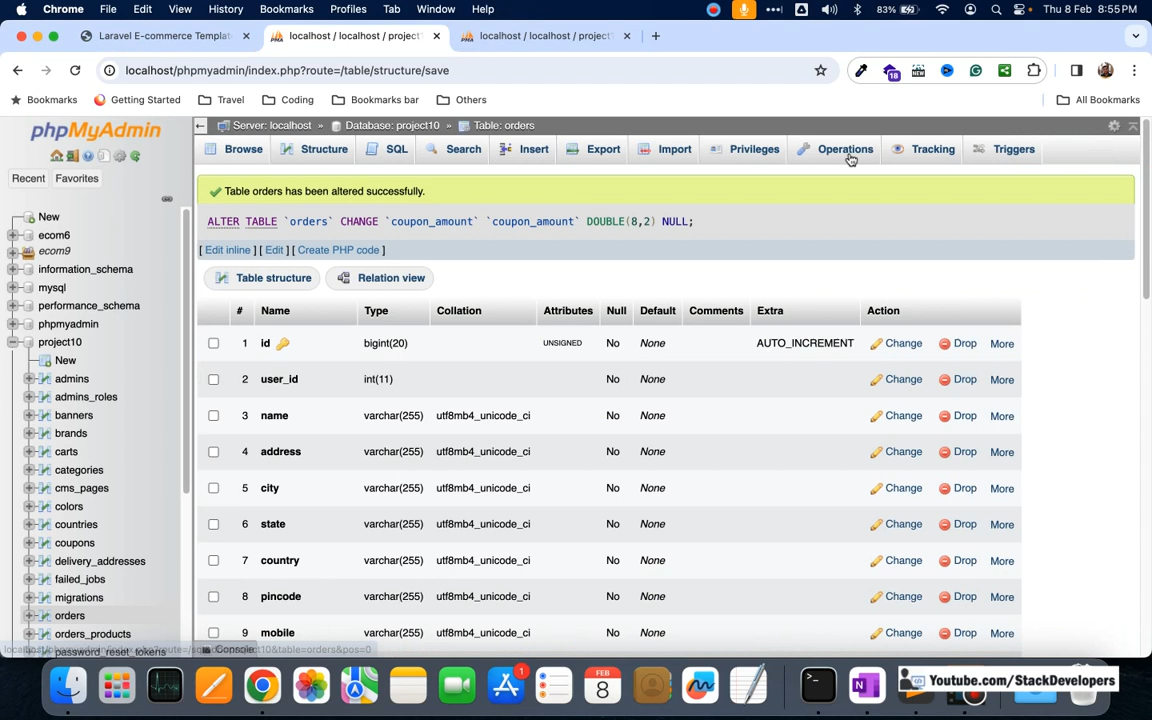 Chrome File Edit View History Bookmarks Profiles Tab Window Help 83% Thu 8 Feb 8:55 PM
Laravel E-commerce Templat localhost / localhost / project1 localhost / localhost / project1
localhost/phpmyadmin/index.php?route=/table/structure/save 18
Bookmarks Getting Started Travel Coding Bookmarks bar Others All Bookmarks
phpMyAdmin
Recent Favorites
New
ecom6
ecom9
information_schema
mysql
performance_schema
phpmyadmin
project10
New
admins
admins_roles
banners
brands
carts
categories
cms_pages
colors
countries
coupons
delivery_addresses
failed_jobs
migrations
orders
orders_products
password_reset_tokens
Server: localhost » Database: project10 » Table: orders
Browse Structure SQL Search Insert Export Import Privileges Operations Tracking Triggers
Table orders has been altered successfully.
ALTER TABLE `orders` CHANGE `coupon_amount` `coupon_amount` DOUBLE(8,2) NULL;
[ Edit inline ] [ Edit ] [ Create PHP code ]
Table structure Relation view
# Name Type Collation Attributes Null Default Comments Extra Action
1 id bigint(20) UNSIGNED No None AUTO_INCREMENT Change Drop More
2 user_id int(11) No None Change Drop More
3 name varchar(255) utf8mb4_unicode_ci No None Change Drop More
4 address varchar(255) utf8mb4_unicode_ci No None Change Drop More
5 city varchar(255) utf8mb4_unicode_ci No None Change Drop More
6 state varchar(255) utf8mb4_unicode_ci No None Change Drop More
7 country varchar(255) utf8mb4_unicode_ci No None Change Drop More
8 pincode varchar(255) utf8mb4_unicode_ci No None Change Drop More
9 mobile varchar(255) utf8mb4_unicode_ci No None Change Drop More
Console
FEB
8
1
Youtube.com/StackDevelopers